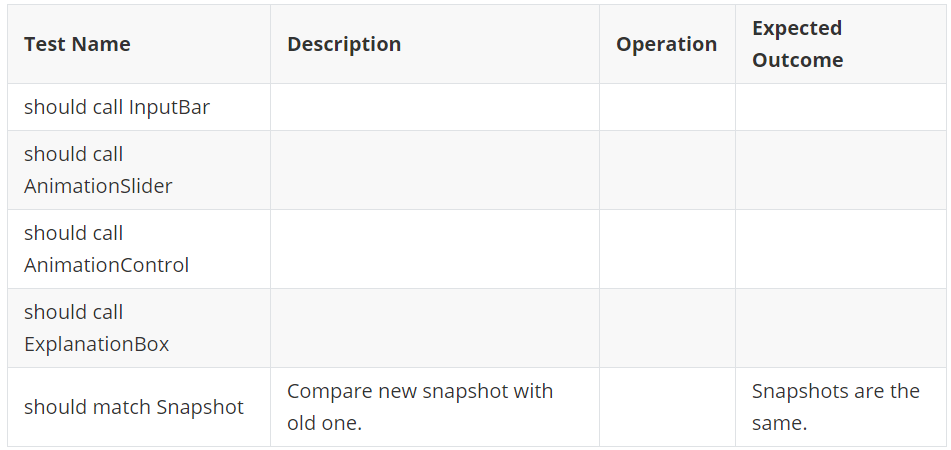 Test Name Description Operation Expected
Outcome
should call InputBar
should call
AnimationSlider
should call
AnimationControl
should call
ExplanationBox
should match Snapshot Compare new snapshot with
old one. Snapshots are the
same.